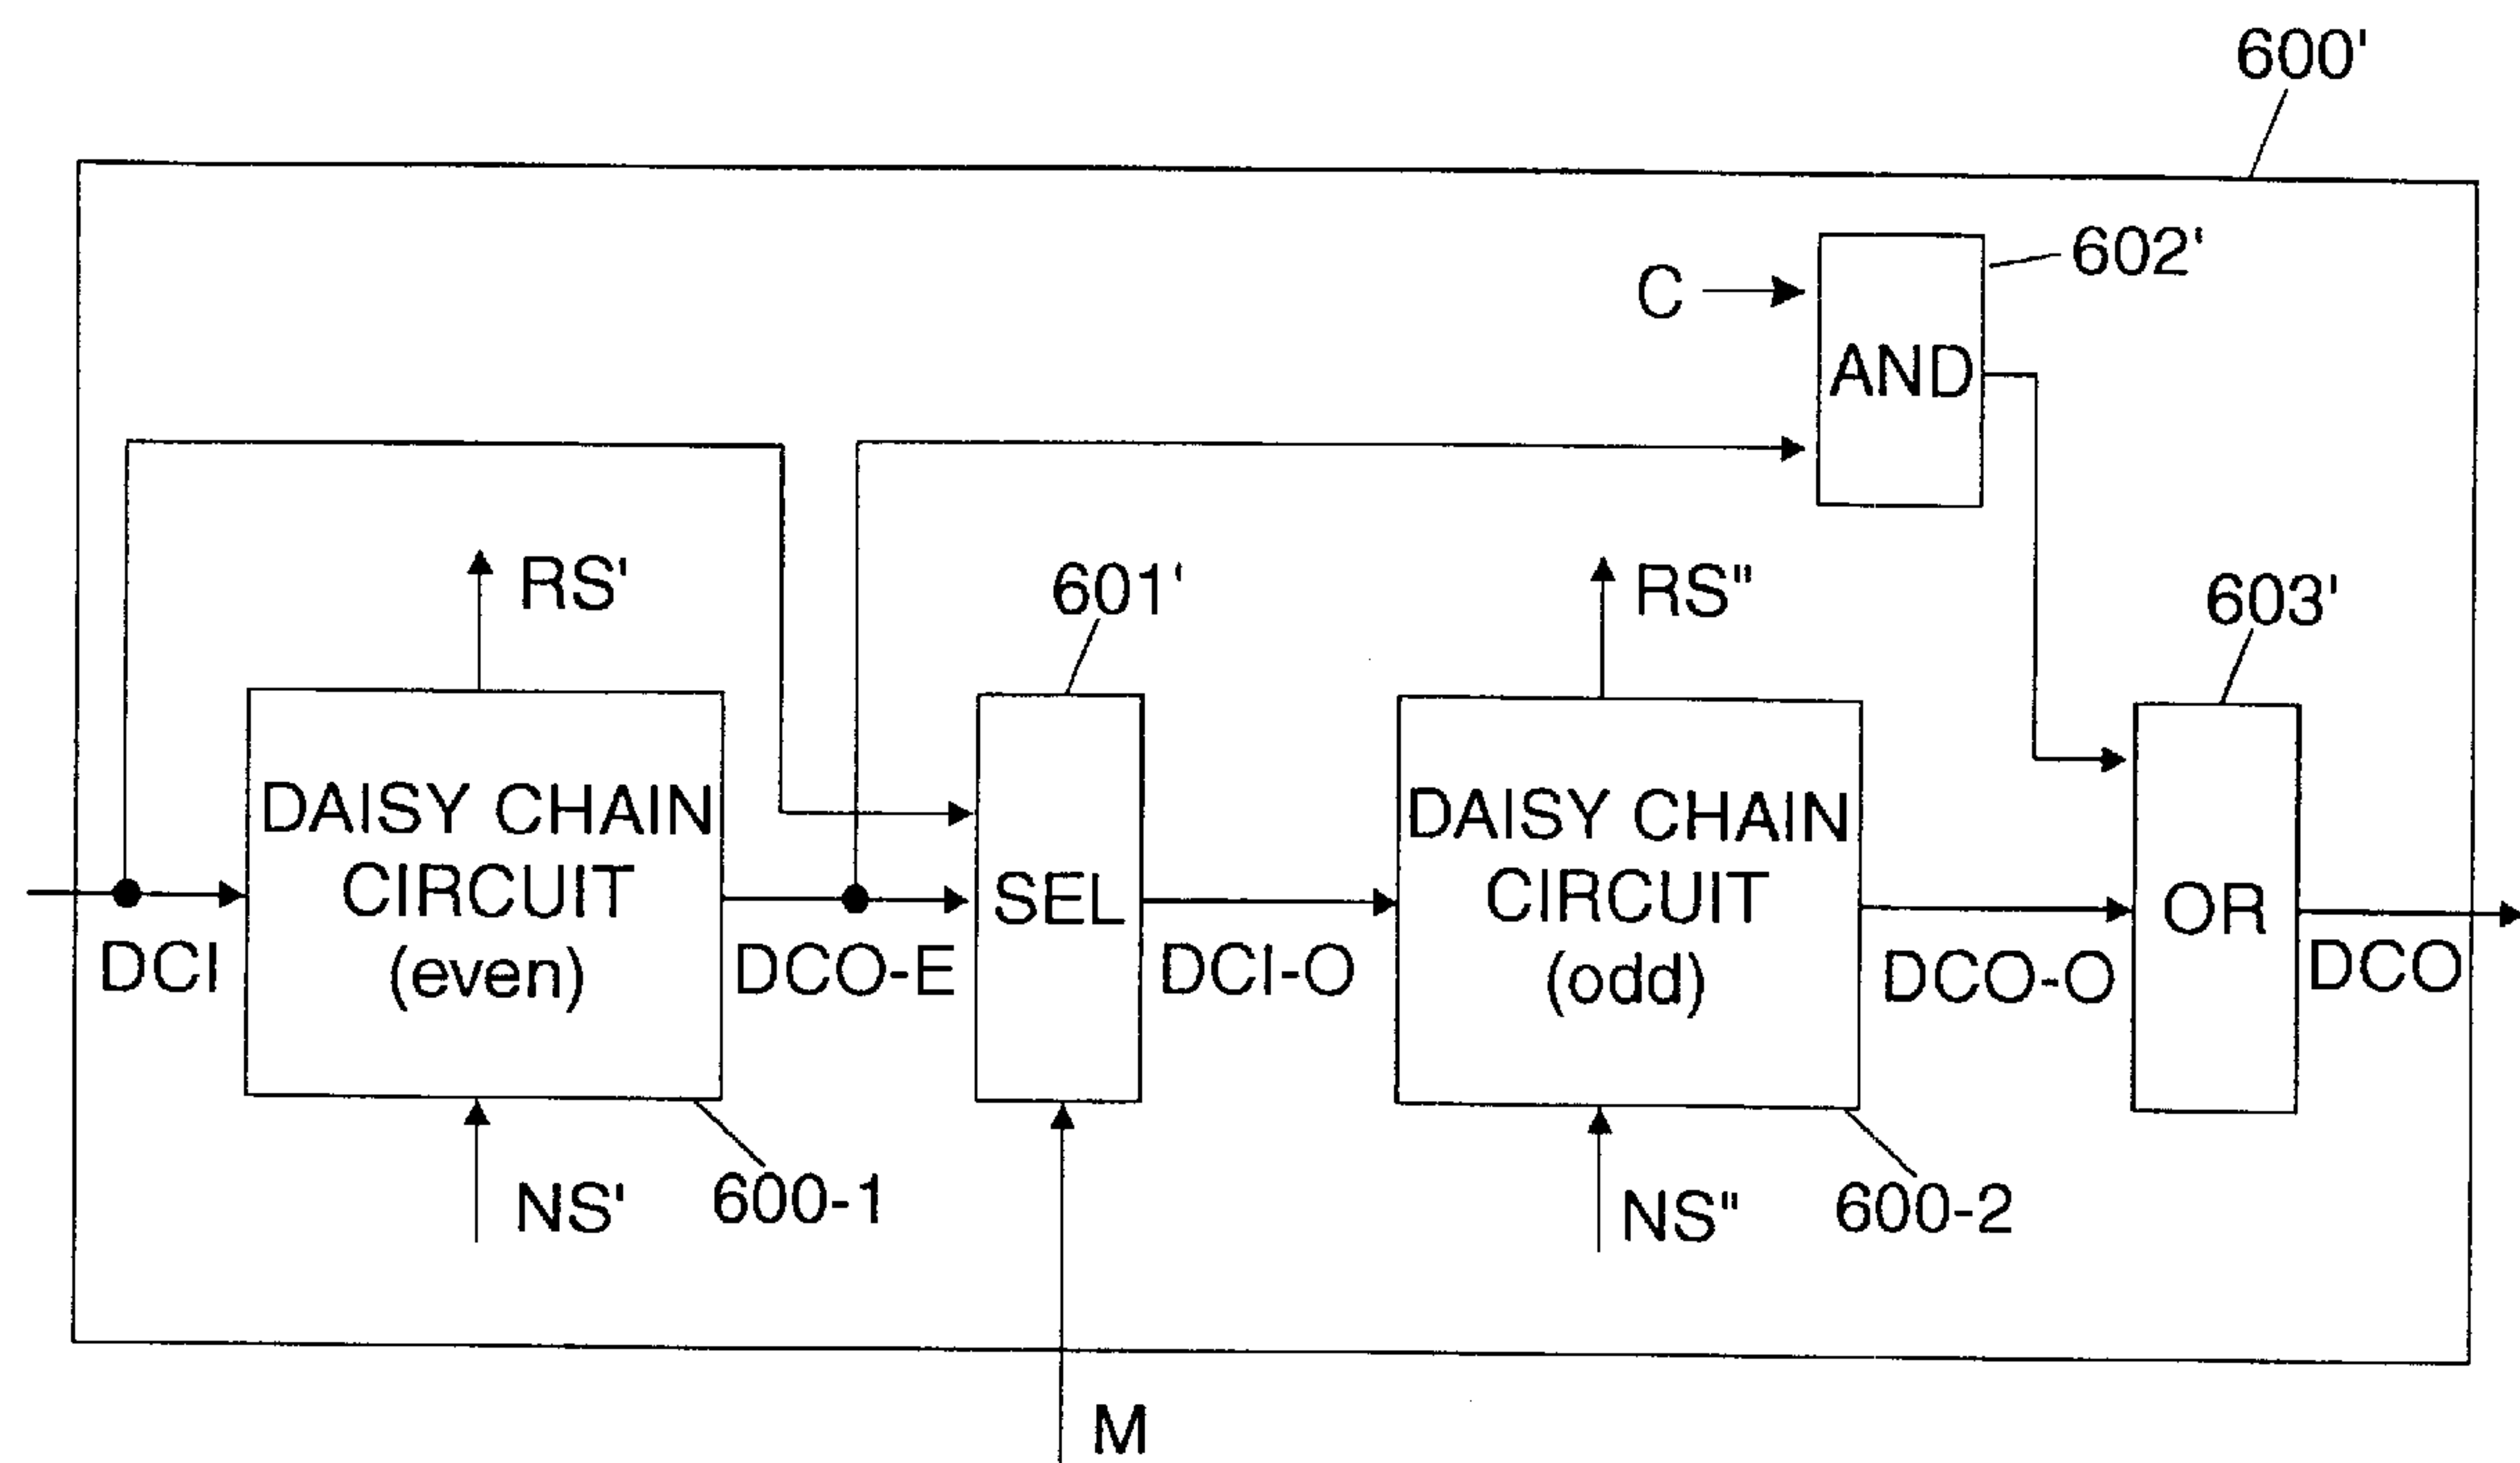 600'
602'
C
AND
RS'
601'
RS"
603'
DAISY CHAIN
CIRCUIT
(even)
SEL
DAISY CHAIN
CIRCUIT
(odd)
OR
DCI
DCO-E
DCI-O
DCO-O
DCO
NS'
600-1
NS"
600-2
M